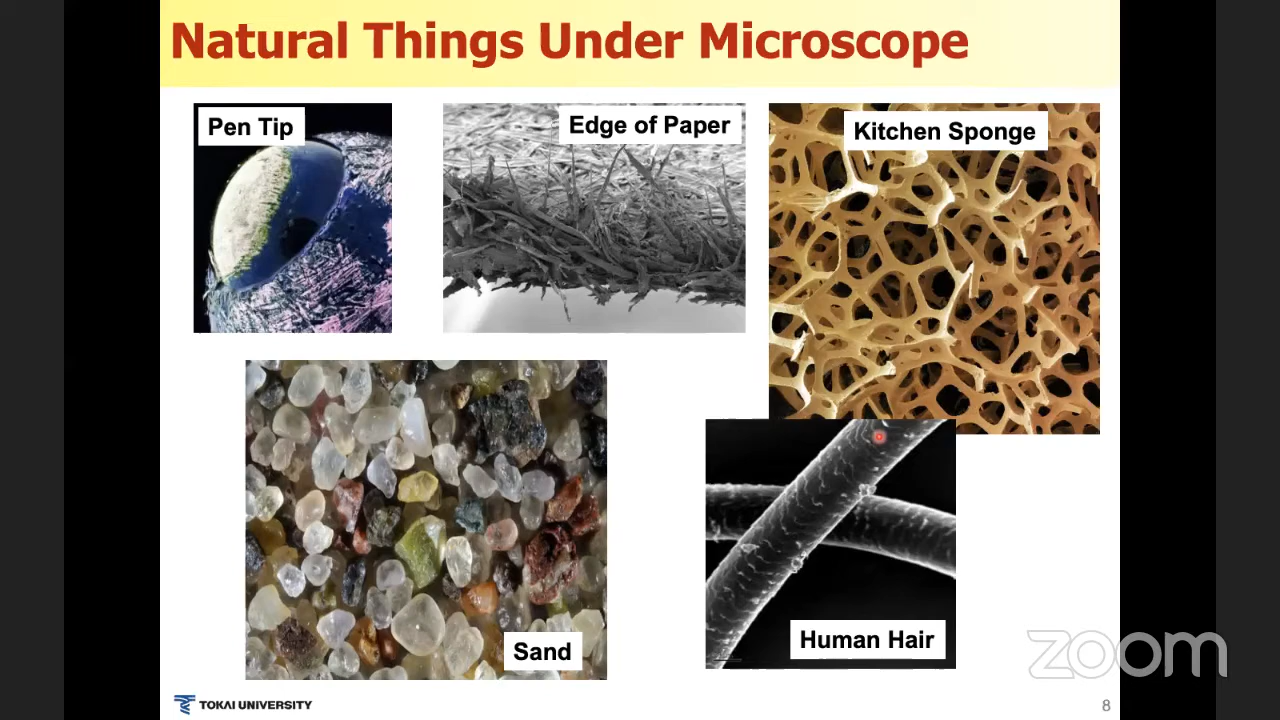 Natural Things Under Microscope
Pen Tip
Edge of Paper
Kitchen Sponge
Sand
Human Hair
zoom
TOKAI UNIVERSITY
8